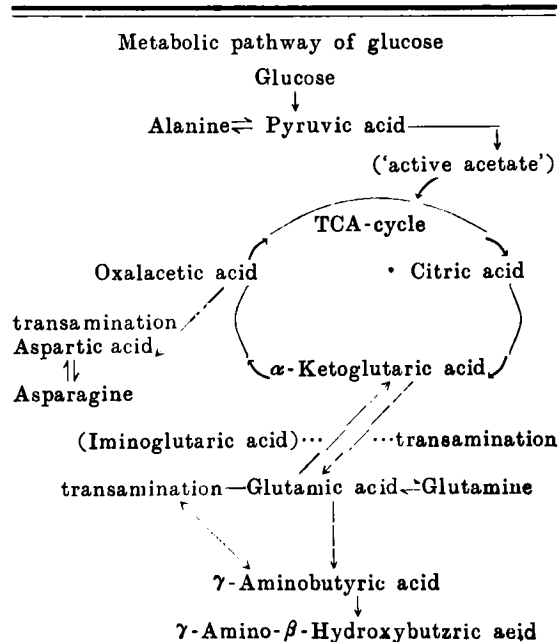 Metabolic pathway of glucose
Glucose
Alanine⇌ Pyruvic acid
('active acetate')
TCA-cycle
Oxalacetic acid
Citric acid
transamination
Aspartic acid
α-Ketoglutaric acid
Asparagine
(Iminoglutaric acid)··· ···transamination
transamination—Glutamic acid⇌Glutamine
γ-Aminobutyric acid
γ-Amino-β-Hydroxybutzric aeid